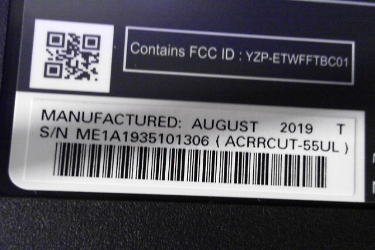 Contains FCC ID : YZP-ETWFFTBC01
MANUFACTURED: AUGUST 2019 T
S/N ME1A1935101306 ( ACRRCUT-55UL )